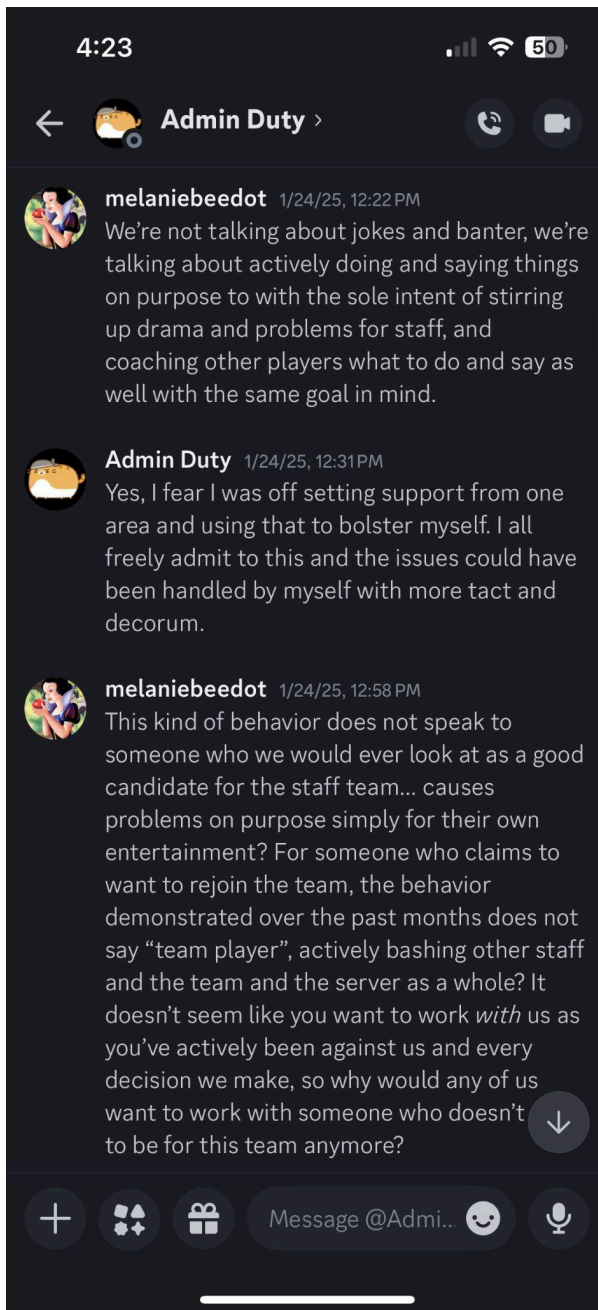 4:23
50
Admin Duty >
melaniebeedot 1/24/25, 12:22 PM
We’re not talking about jokes and banter, we’re
talking about actively doing and saying things
on purpose to with the sole intent of stirring
up drama and problems for staff, and
coaching other players what to do and say as
well with the same goal in mind.
Admin Duty 1/24/25, 12:31 PM
Yes, I fear I was off setting support from one
area and using that to bolster myself. I all
freely admit to this and the issues could have
been handled by myself with more tact and
decorum.
melaniebeedot 1/24/25, 12:58 PM
This kind of behavior does not speak to
someone who we would ever look at as a good
candidate for the staff team... causes
problems on purpose simply for their own
entertainment? For someone who claims to
want to rejoin the team, the behavior
demonstrated over the past months does not
say “team player”, actively bashing other staff
and the team and the server as a whole? It
doesn’t seem like you want to work with us as
you’ve actively been against us and every
decision we make, so why would any of us
want to work with someone who doesn’t
to be for this team anymore?
Message @Admi...